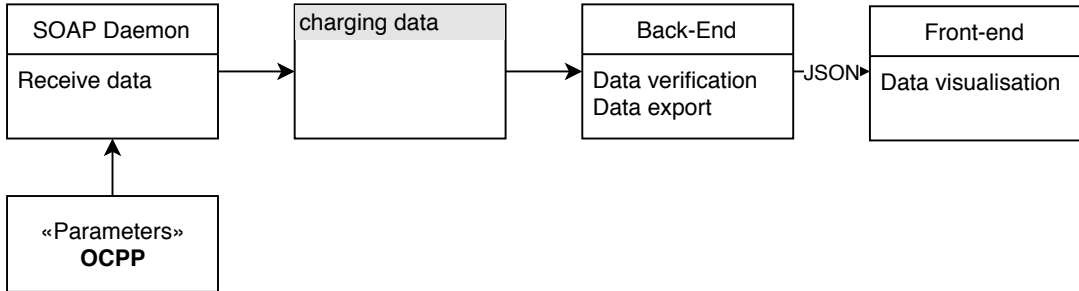 SOAP Daemon
Receive data
charging data
Back-End
Data verification
Data export
JSON
Front-end
Data visualisation
«Parameters»
OCPP